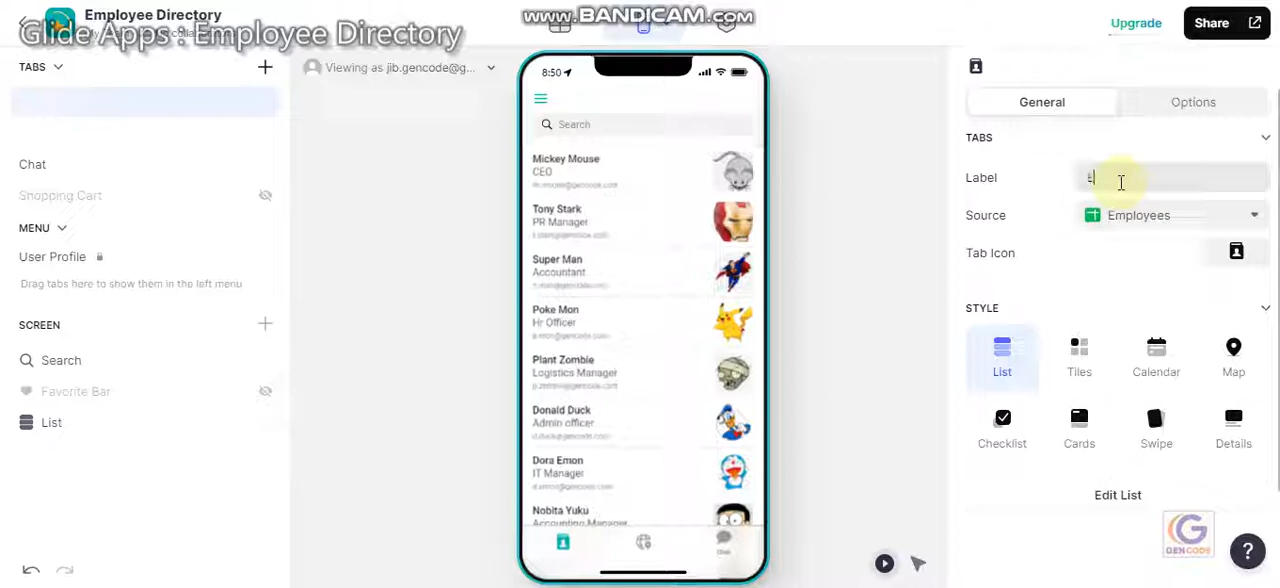 Employee Directory
Glide Apps : Employee Directory
www.BANDICAM.com
Upgrade
Share
TABS
Viewing as jib.gencode@g...
Chat
Shopping Cart
MENU
User Profile
Drag tabs here to show them in the left menu
SCREEN
Search
Favorite Bar
List
8:50
Search
Mickey Mouse
CEO
Tony Stark
PR Manager
Super Man
Accountant
Poke Mon
Hr Officer
Plant Zombie
Logistics Manager
Donald Duck
Admin officer
Dora Emon
IT Manager
Nobita Yuku
Accounting Manager
General
Options
TABS
Label
Source
Employees
Tab Icon
STYLE
List
Tiles
Calendar
Map
Checklist
Cards
Swipe
Details
Edit List
GENCODE
?